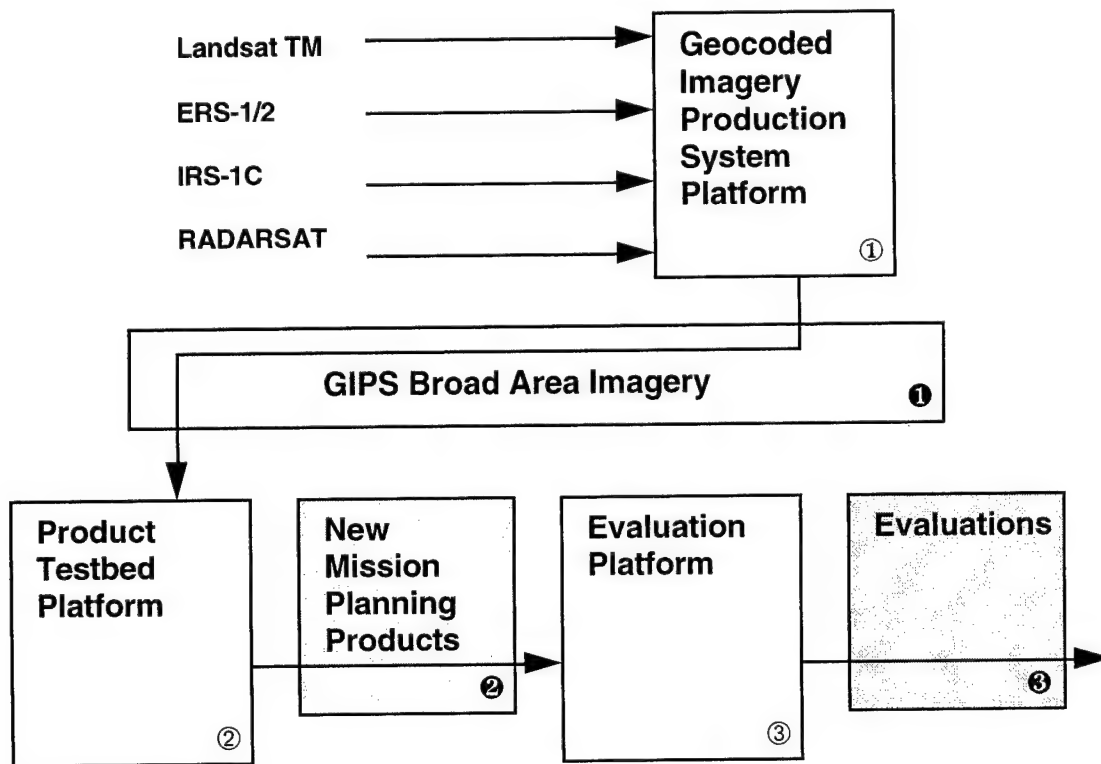 Landsat TM
ERS-1/2
IRS-1C
RADARSAT
Geocoded
Imagery
Production
System
Platform
①
GIPS Broad Area Imagery
❶
Product
Testbed
Platform
②
New
Mission
Planning
Products
❷
Evaluation
Platform
③
Evaluations
❸